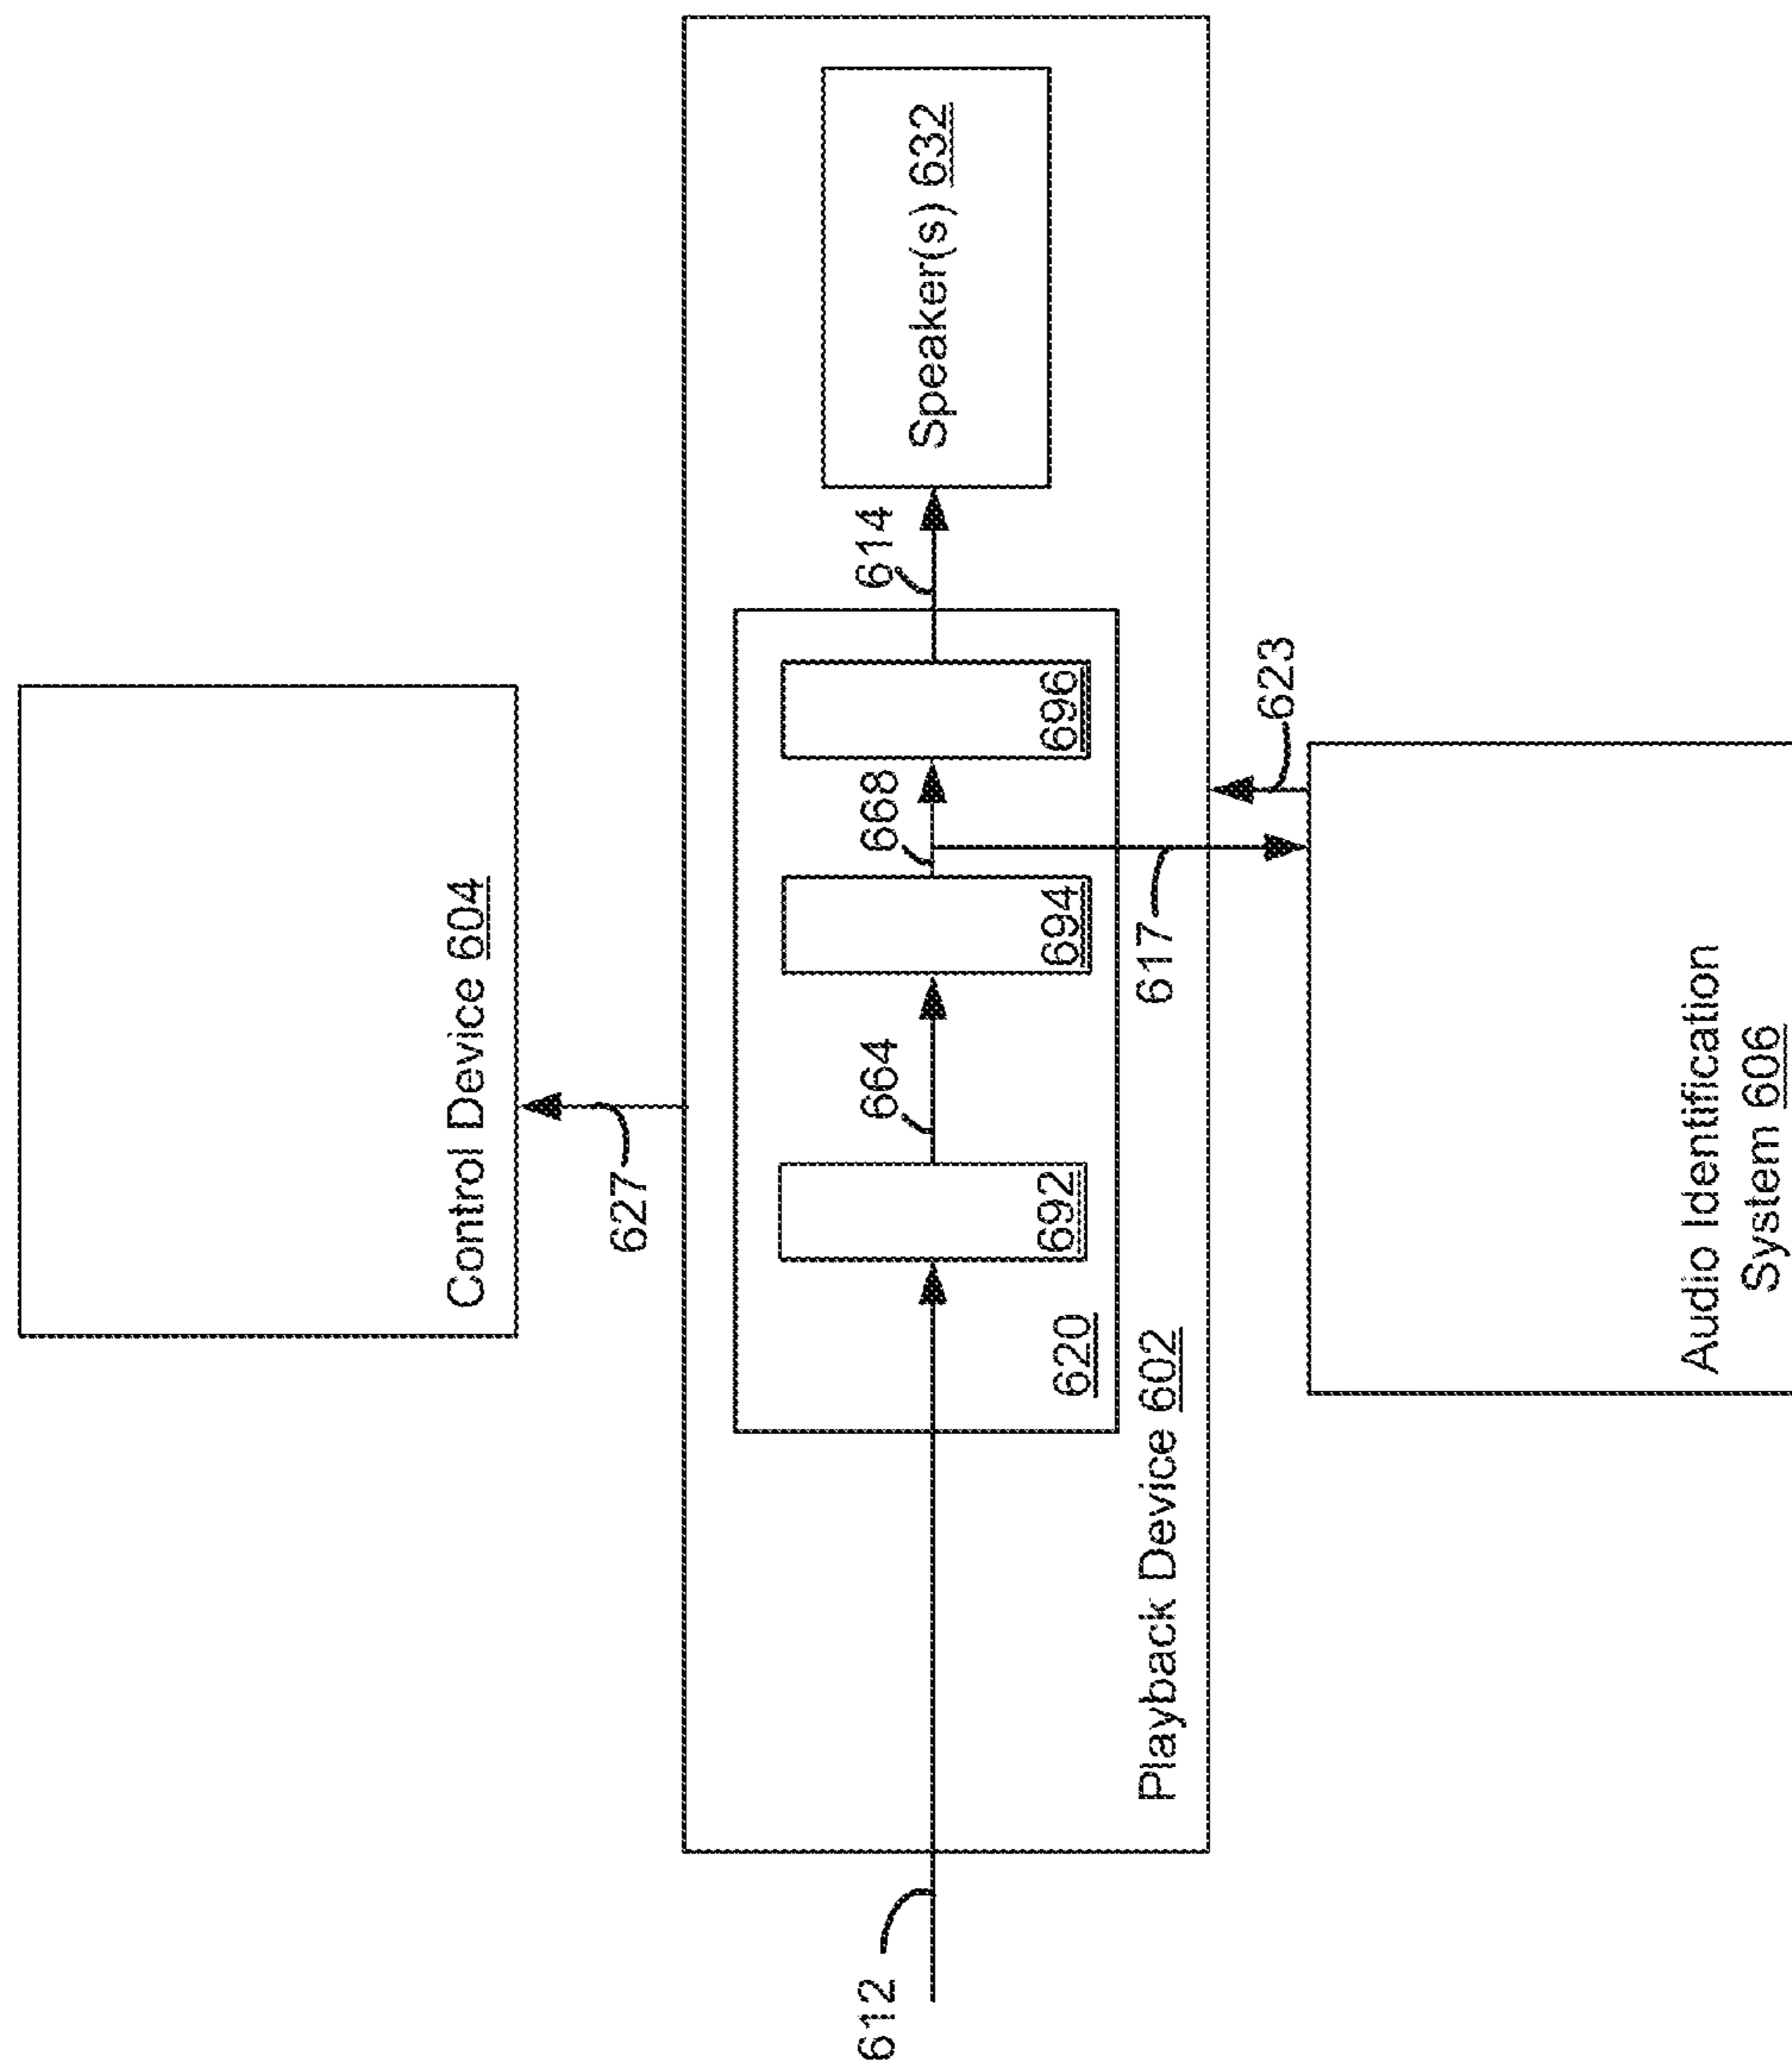 Control Device 604
627
612
664
668
614
692
694
696
Speaker(s) 632
620
Playback Device 602
617
623
Audio Identification
System 606